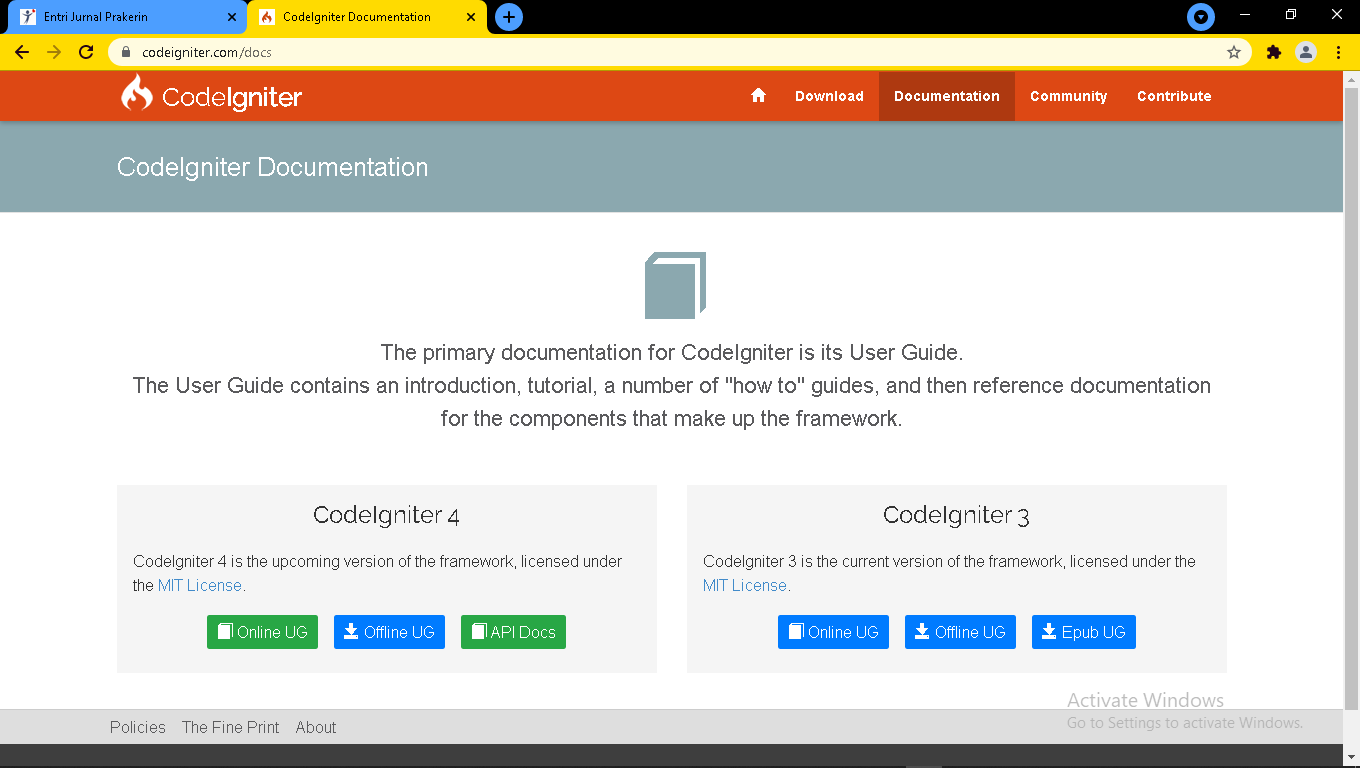 Entri Jurnal Prakerin
CodeIgniter Documentation
codeigniter.com/docs
CodeIgniter
Download
Documentation
Community
Contribute
CodeIgniter Documentation
The primary documentation for CodeIgniter is its User Guide.
The User Guide contains an introduction, tutorial, a number of "how to" guides, and then reference documentation
for the components that make up the framework.
CodeIgniter 4
CodeIgniter 4 is the upcoming version of the framework, licensed under
the MIT License.
Online UG
Offline UG
API Docs
CodeIgniter 3
CodeIgniter 3 is the current version of the framework, licensed under the
MIT License.
Online UG
Offline UG
Epub UG
Activate Windows
Go to Settings to activate Windows.
Policies
The Fine Print
About